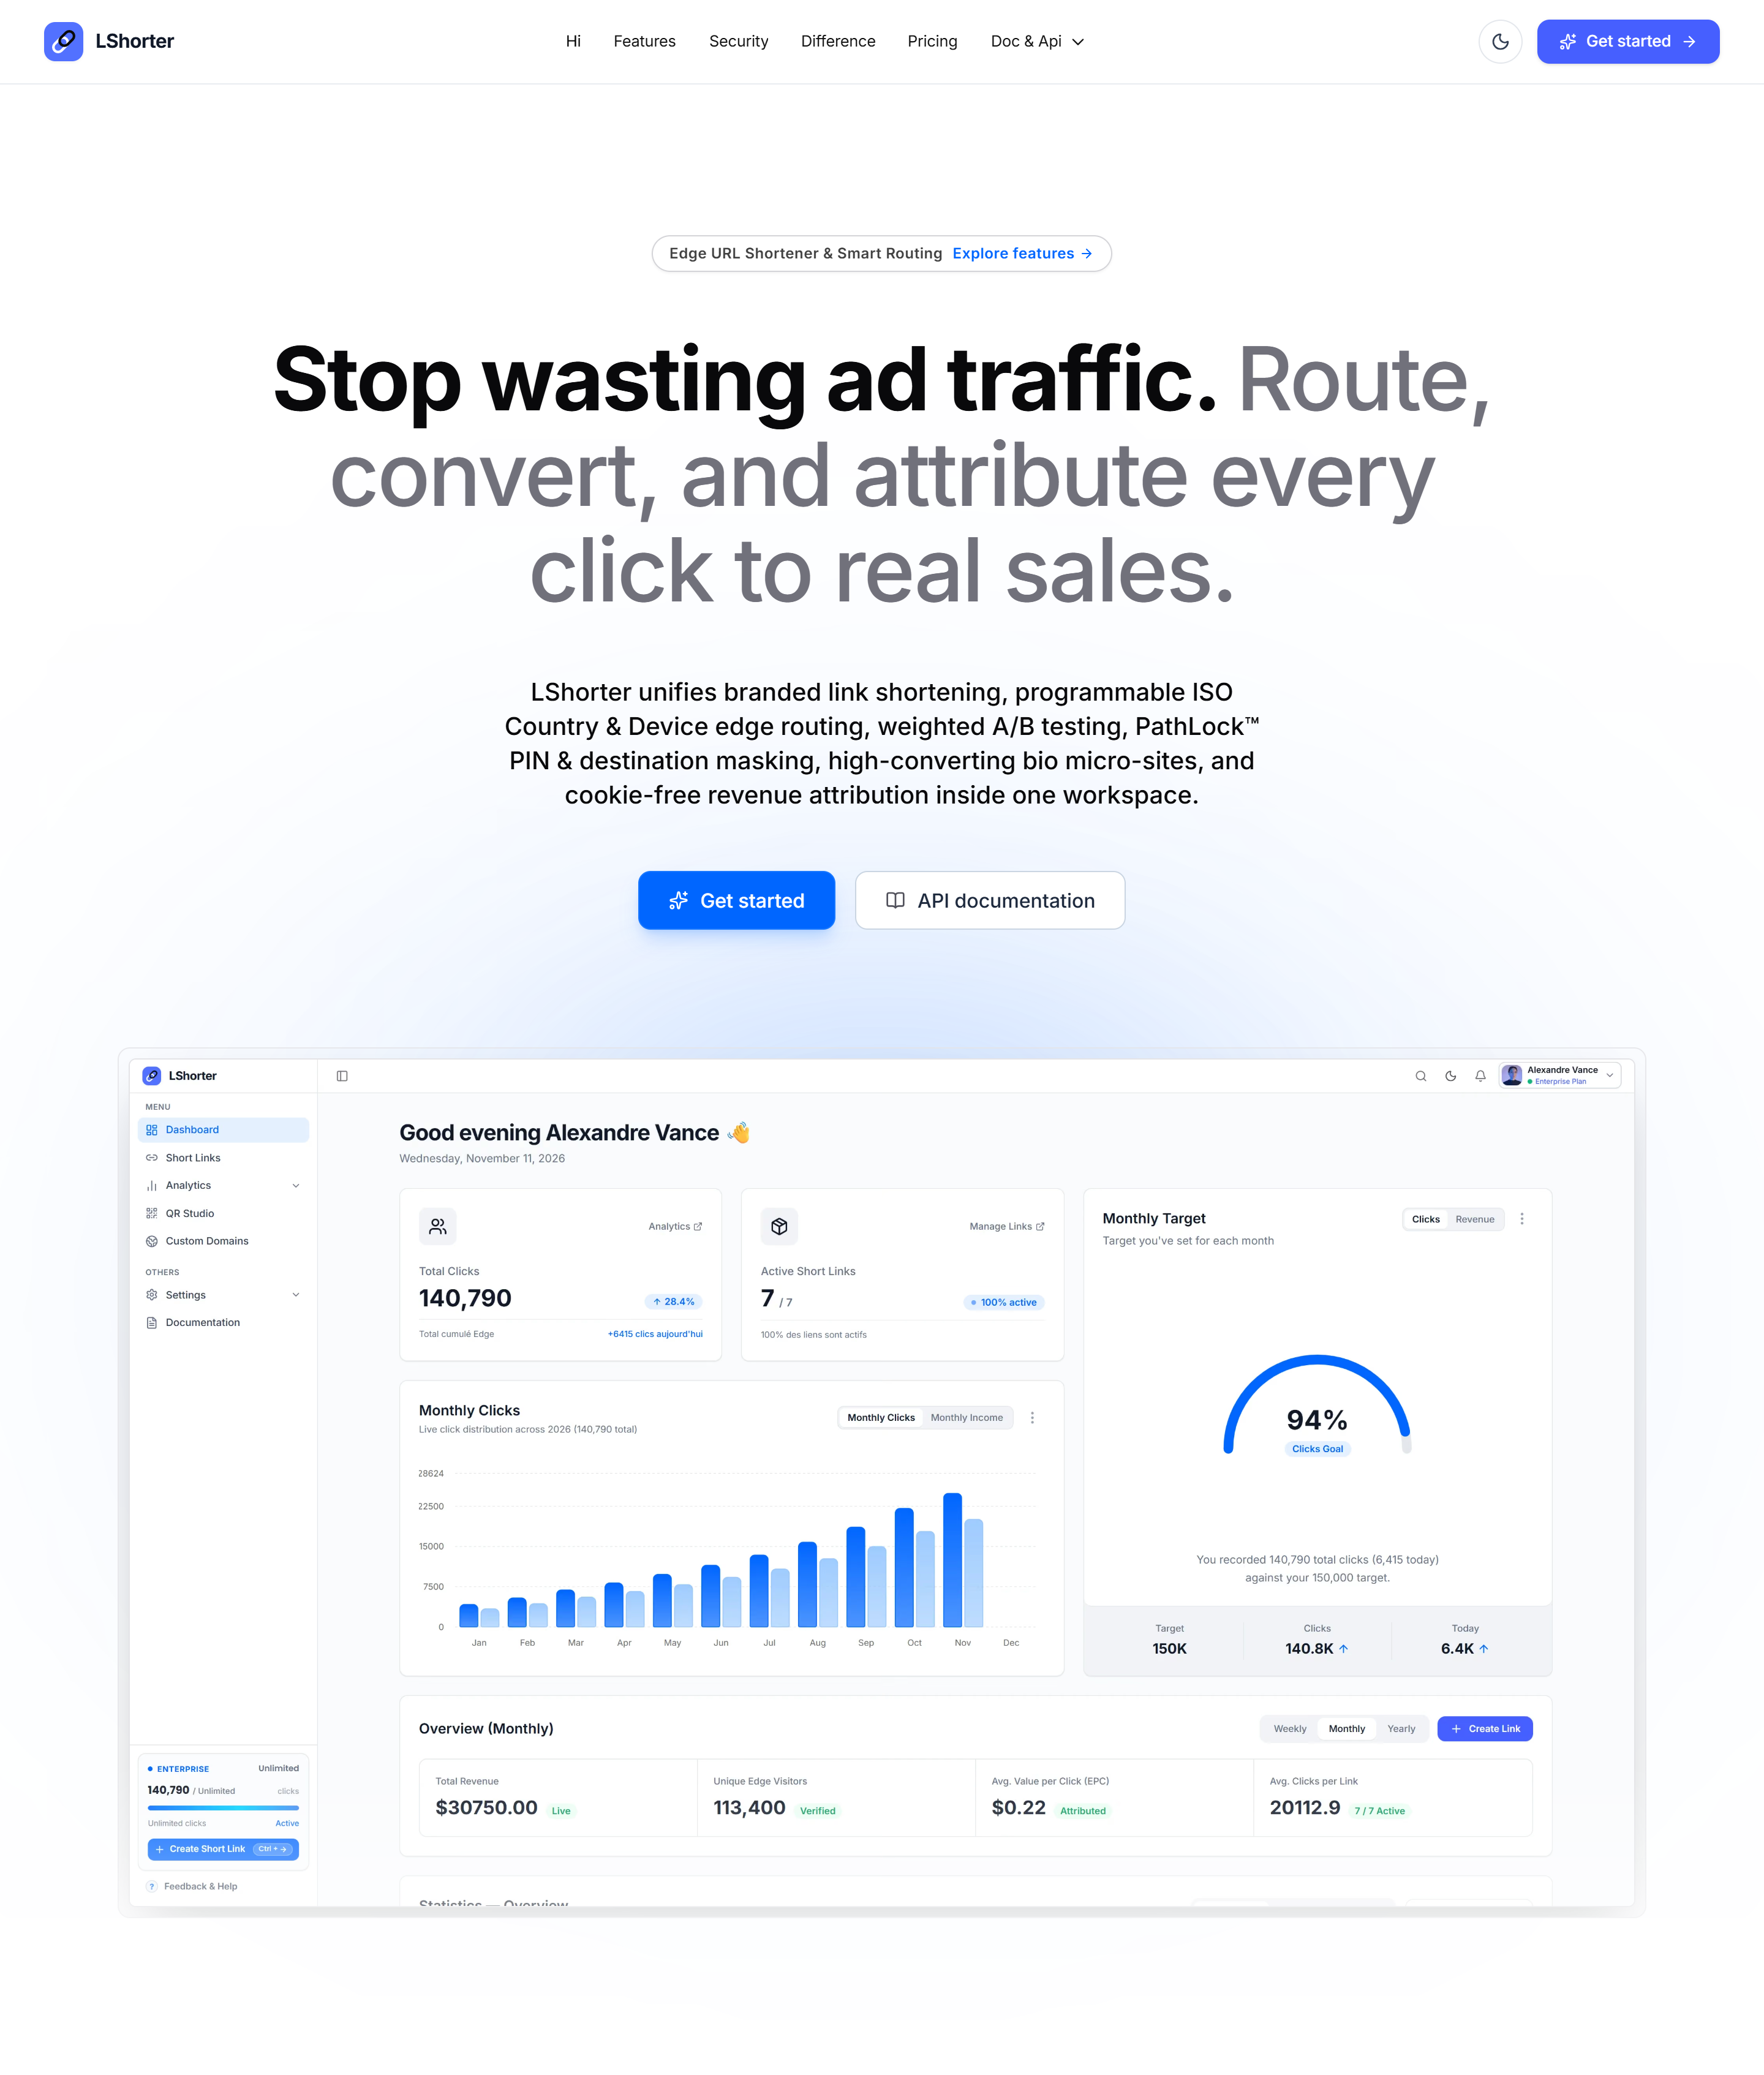 LShorter
Hi Features Security Difference Pricing Doc & Api
Get started
Edge URL Shortener & Smart Routing Explore features
Stop wasting ad traffic. Route,
convert, and attribute every
click to real sales.
LShorter unifies branded link shortening, programmable ISO
Country & Device edge routing, weighted A/B testing, PathLock™
PIN & destination masking, high-converting bio micro-sites, and
cookie-free revenue attribution inside one workspace.
Get started
API documentation
LShorter
Alexandre Vance
Enterprise Plan
MENU
Dashboard
Short Links
Analytics
QR Studio
Custom Domains
OTHERS
Settings
Documentation
ENTERPRISE Unlimited
140,790 / Unlimited clicks
Unlimited clicks Active
Create Short Link Ctrl +
? Feedback & Help
Good evening Alexandre Vance
Wednesday, November 11, 2026
Analytics
Total Clicks
140,790
28.4%
Total cumulé Edge +6415 clics aujourd'hui
Manage Links
Active Short Links
7 / 7
100% active
100% des liens sont actifs
Monthly Target
Target you've set for each month
Clicks Revenue
94%
Clicks Goal
You recorded 140,790 total clicks (6,415 today)
against your 150,000 target.
Target Clicks Today
150K 140.8K 6.4K
Monthly Clicks
Live click distribution across 2026 (140,790 total)
Monthly Clicks Monthly Income
28624
22500
15000
7500
0
Jan Feb Mar Apr May Jun Jul Aug Sep Oct Nov Dec
Overview (Monthly)
Weekly Monthly Yearly
Create Link
Total Revenue
$30750.00 Live
Unique Edge Visitors
113,400 Verified
Avg. Value per Click (EPC)
$0.22 Attributed
Avg. Clicks per Link
20112.9 7 / 7 Active
Statistics — Overview